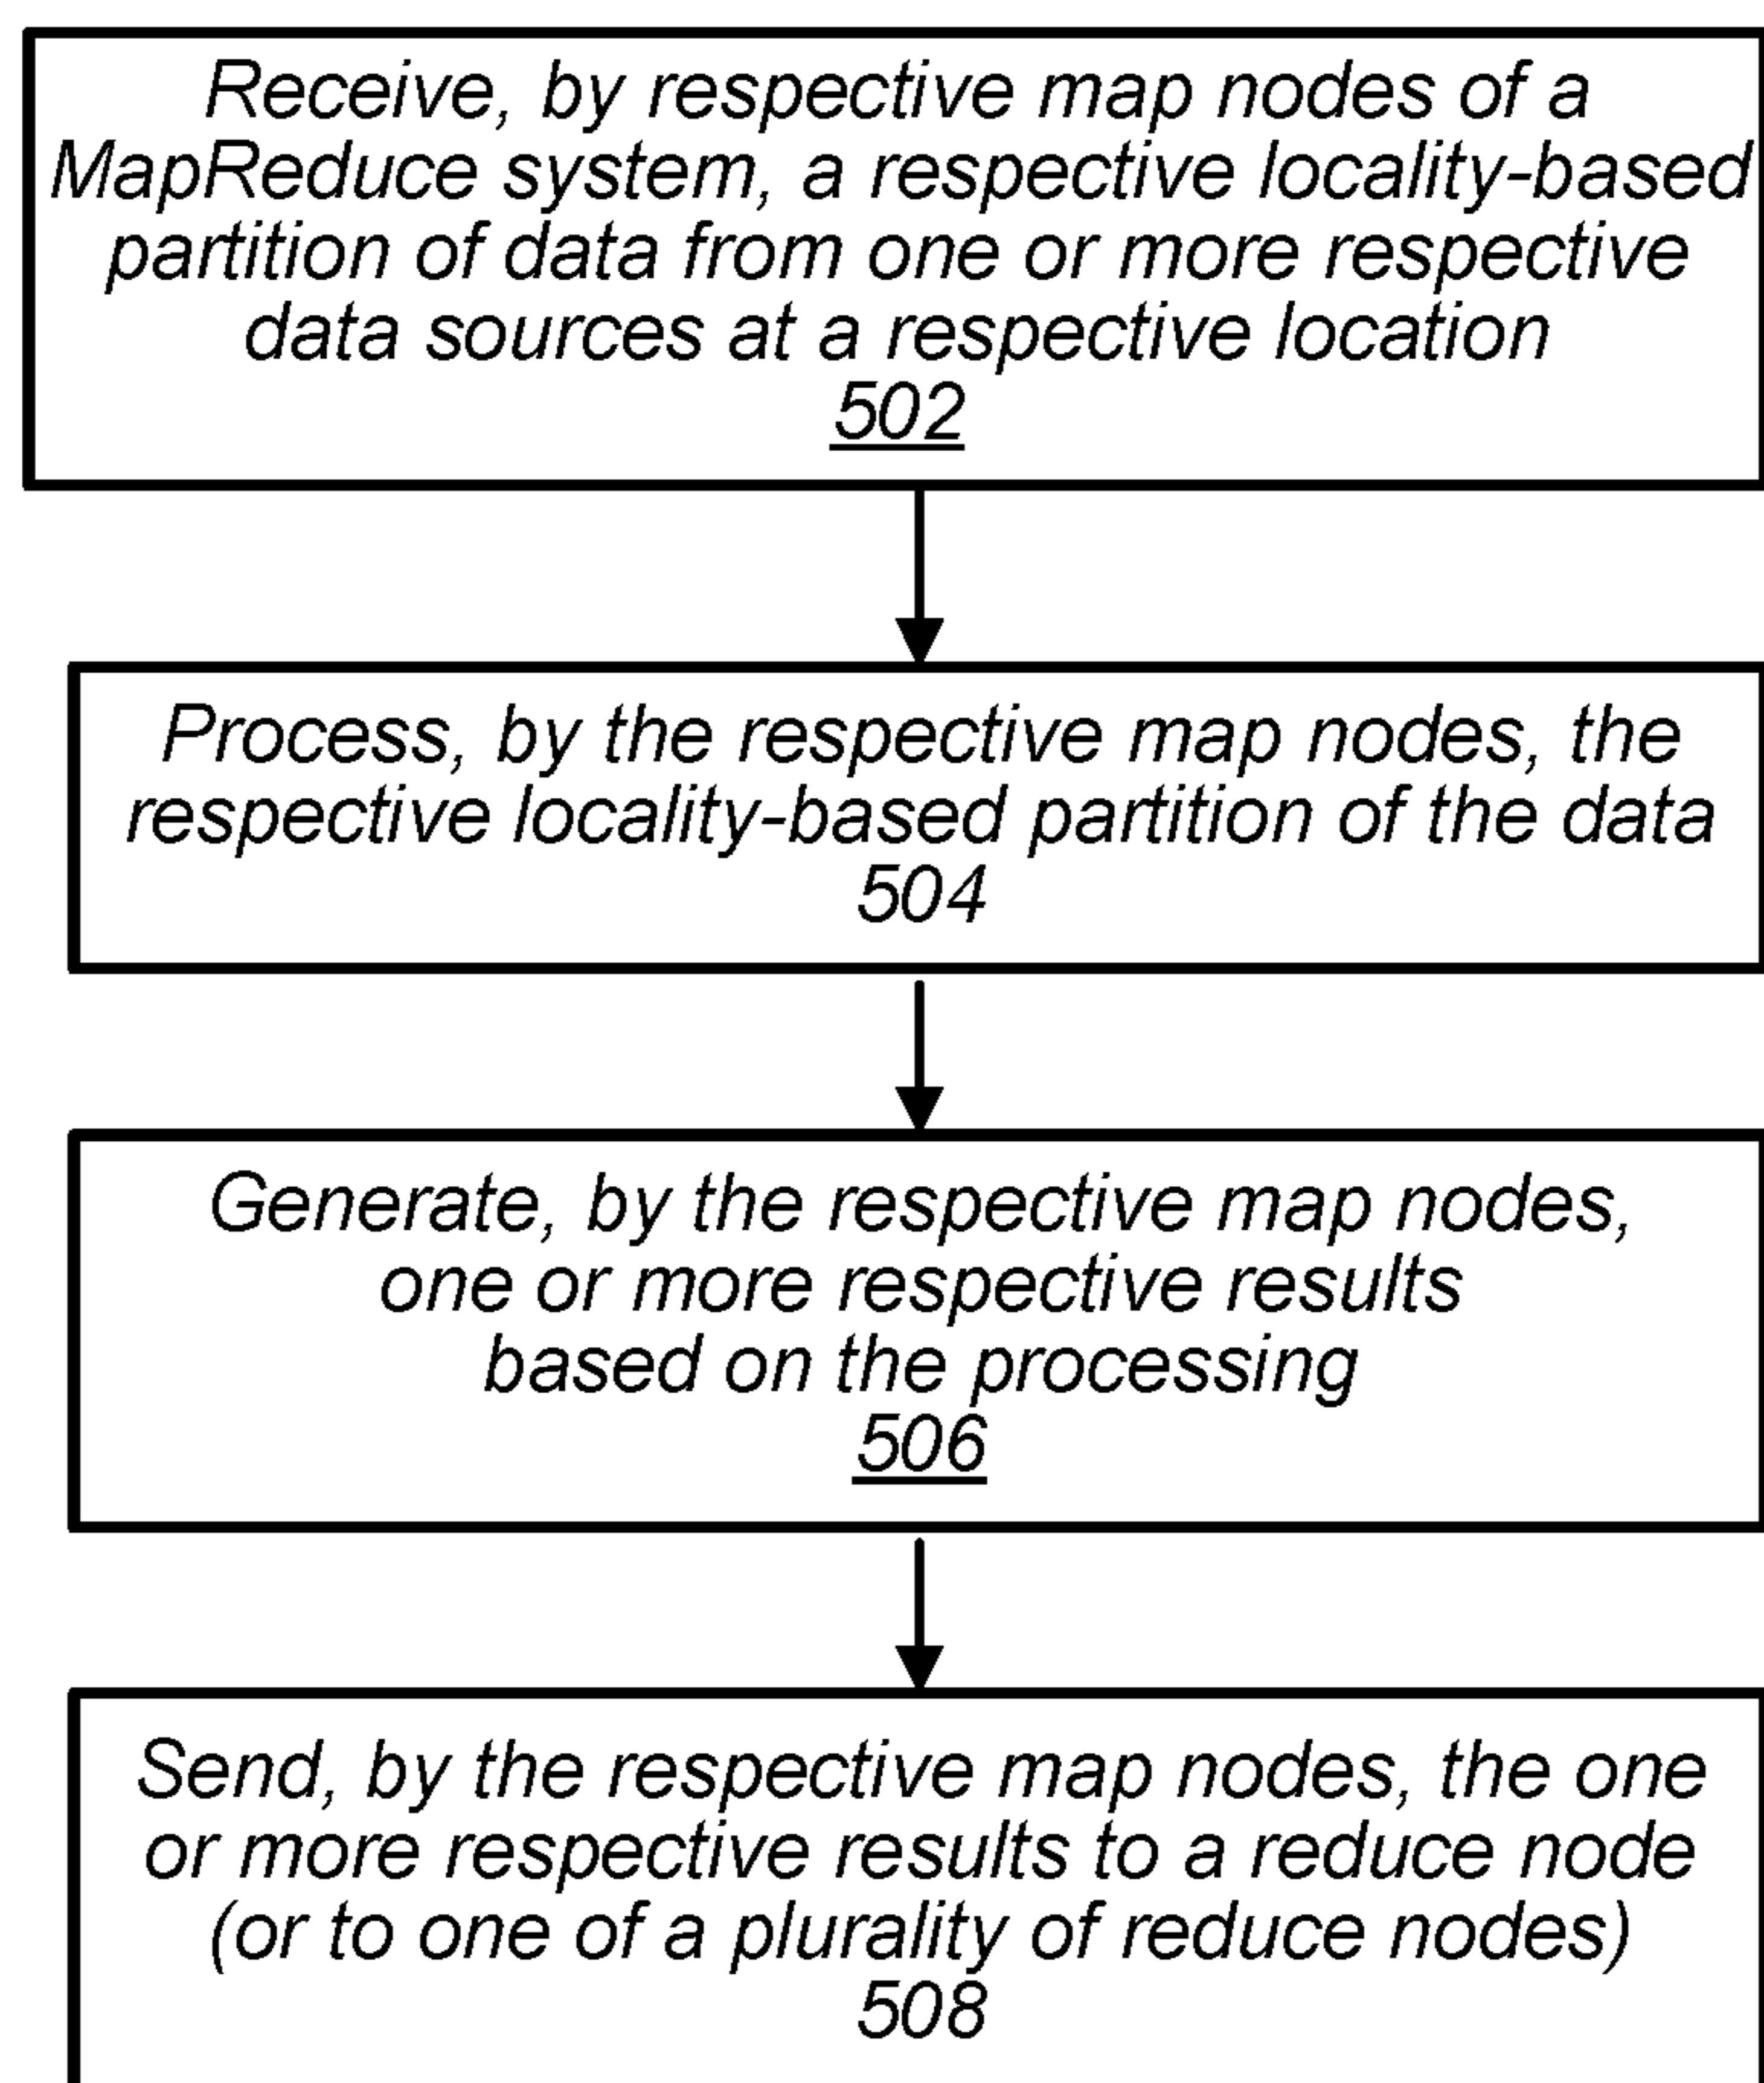 Receive, by respective map nodes of a
MapReduce system, a respective locality-based
partition of data from one or more respective
data sources at a respective location
502
Process, by the respective map nodes, the
respective locality-based partition of the data
504
Generate, by the respective map nodes,
one or more respective results
based on the processing
506
Send, by the respective map nodes, the one
or more respective results to a reduce node
(or to one of a plurality of reduce nodes)
508